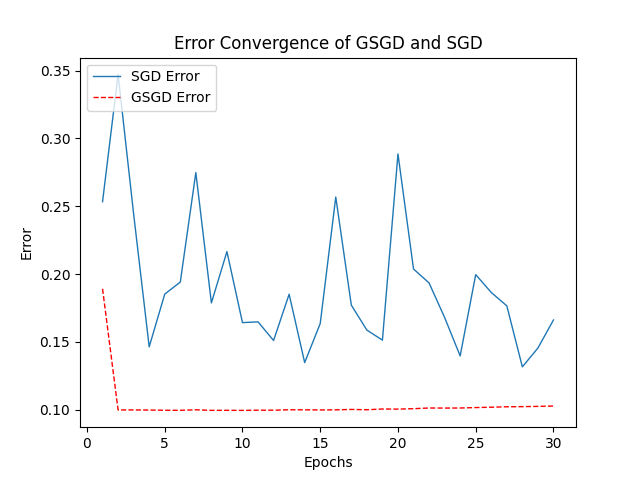 Error Convergence of GSGD and SGD
SGD Error
GSGD Error
Error
0.35
0.30
0.25
0.20
0.15
0.10
0 5 10 15 20 25 30
Epochs